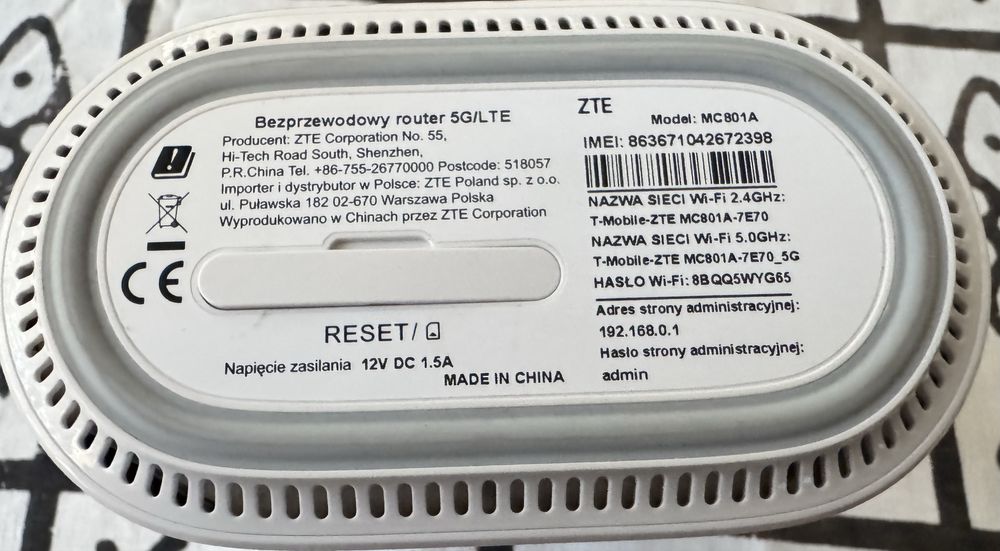 Bezprzewodowy router 5G/LTE
Producent: ZTE Corporation No. 55,
Hi-Tech Road South, Shenzhen,
P.R.China Tel. +86-755-26770000 Postcode: 518057
Importer i dystrybutor w Polsce: ZTE Poland sp. z o.o.
ul. Puławska 182 02-670 Warszawa Polska
Wyprodukowano w Chinach przez ZTE Corporation
CE
RESET/
Napięcie zasilania 12V DC 1.5A
MADE IN CHINA
ZTE
Model: MC801A
IMEI: 863671042672398
NAZWA SIECI Wi-Fi 2.4GHz:
T-Mobile-ZTE MC801A-7E70
NAZWA SIECI Wi-Fi 5.0GHz:
T-Mobile-ZTE MC801A-7E70_5G
HASŁO Wi-Fi: 8BQQ5WYG65
Adres strony administracyjnej:
192.168.0.1
Hasło strony administracyjnej:
admin